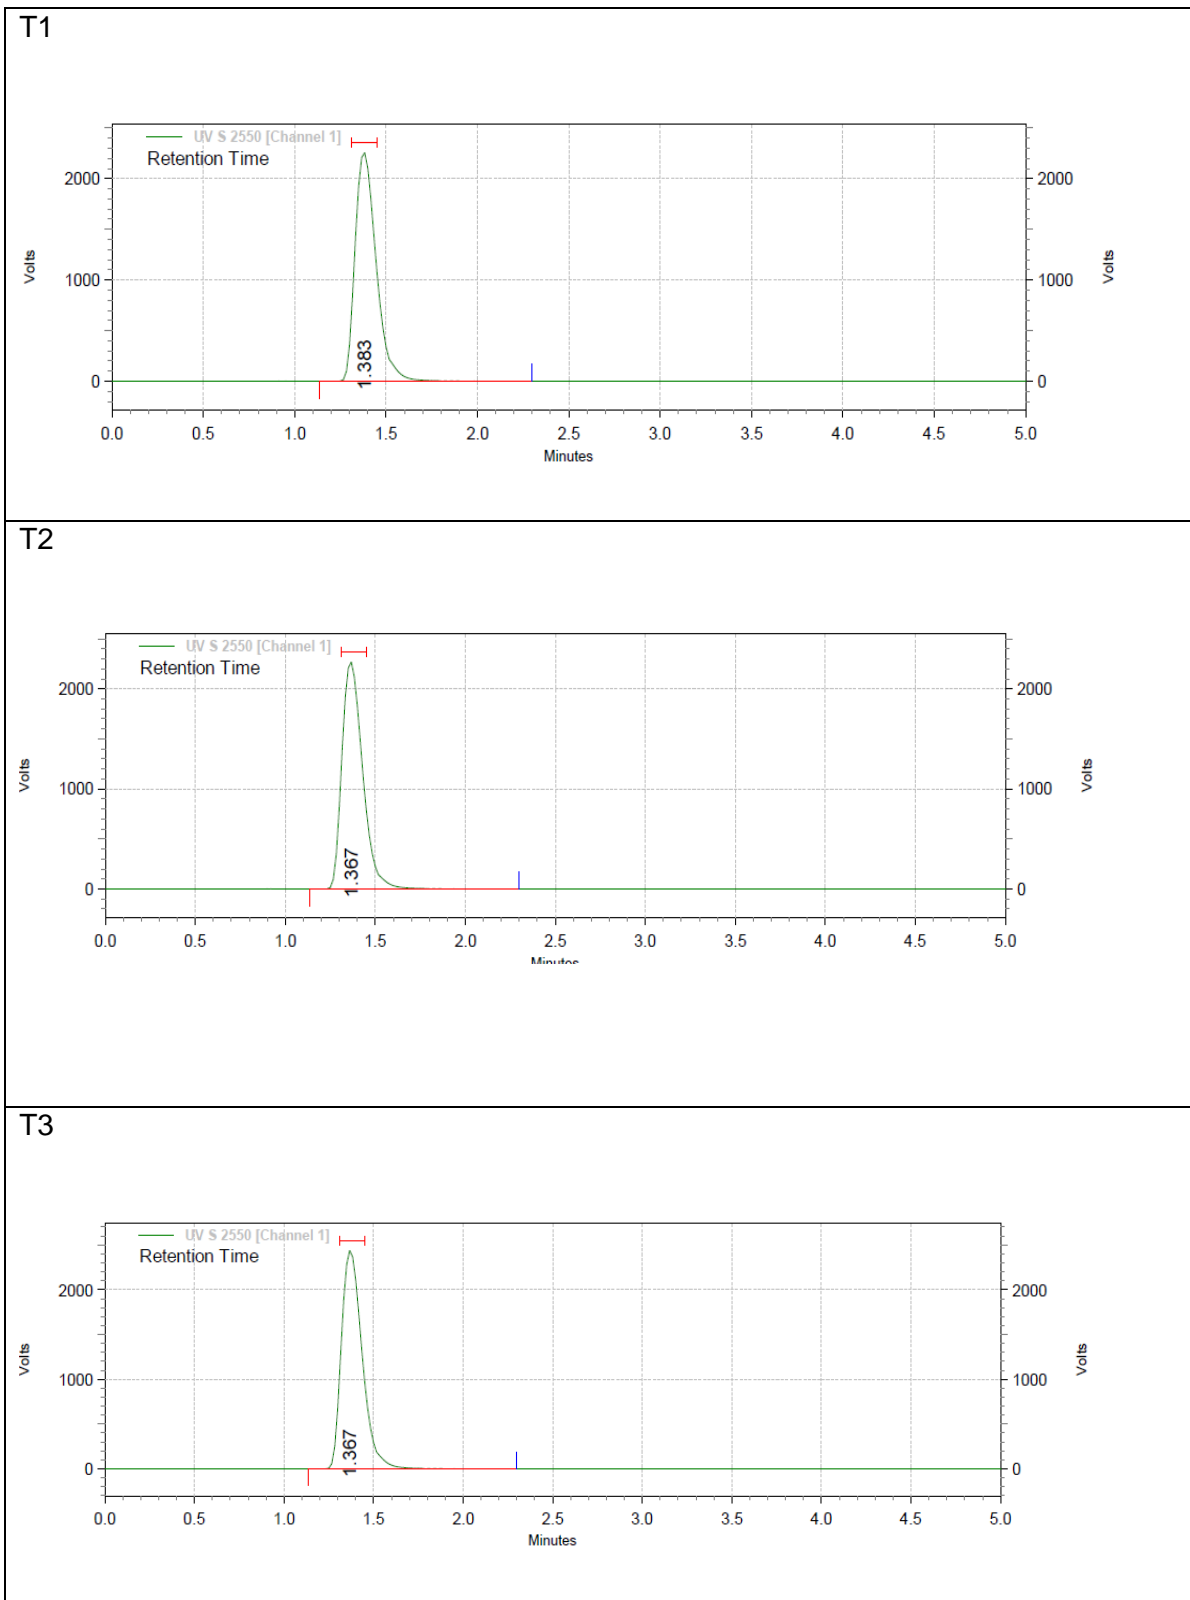 T1
UV S 2550 [Channel 1]
Retention Time
2000 2000
Volts Volts
1000 1000
1.383
0 0
0.0 0.5 1.0 1.5 2.0 2.5 3.0 3.5 4.0 4.5 5.0
Minutes
T2
UV S 2550 [Channel 1]
Retention Time
2000 2000
Volts Volts
1000 1000
1.367
0 0
0.0 0.5 1.0 1.5 2.0 2.5 3.0 3.5 4.0 4.5 5.0
Minutes
T3
UV S 2550 [Channel 1]
Retention Time
2000 2000
Volts Volts
1000 1000
1.367
0 0
0.0 0.5 1.0 1.5 2.0 2.5 3.0 3.5 4.0 4.5 5.0
Minutes